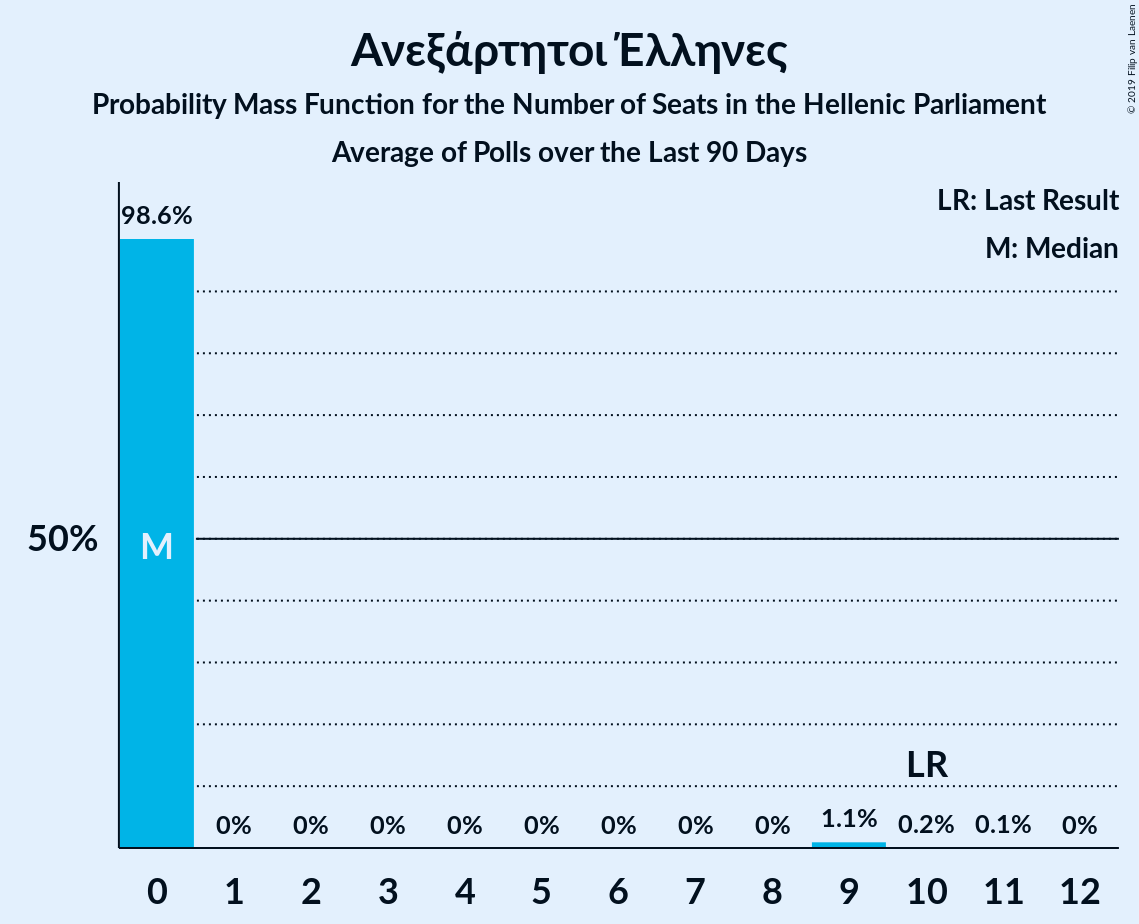 Ανεξάρτητοι Έλληνες
Probability Mass Function for the Number of Seats in the Hellenic Parliament
Average of Polls over the Last 90 Days
© 2019 Filip van Laenen
LR: Last Result
M: Median
98.6%
50%
M
LR
0% 0% 0% 0% 0% 0% 0% 0% 1.1% 0.2% 0.1% 0%
0 1 2 3 4 5 6 7 8 9 10 11 12